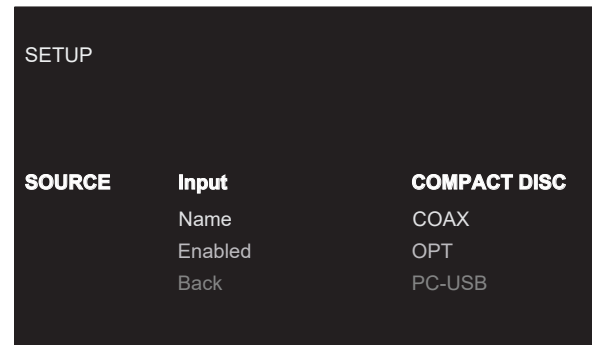 SETUP
SOURCE Input COMPACT DISC
Name COAX
Enabled OPT
Back PC-USB